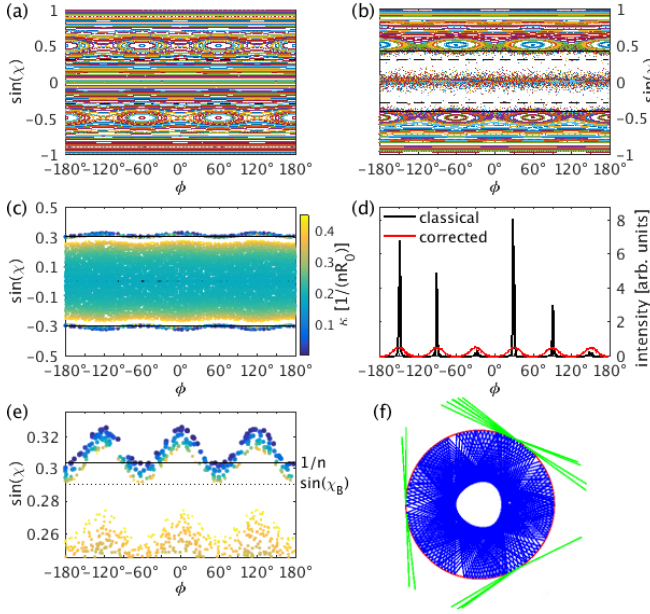 (a)
1
0.5
0
-0.5
-1
sin(χ)
-180° -120° -60° 0° 60° 120° 180°
ϕ
(b)
1
0.5
0
-0.5
-1
sin(χ)
-180° -120° -60° 0° 60° 120° 180°
ϕ
(c)
0.5
0.3
0.1
-0.1
-0.3
-0.5
sin(χ)
-180° -120° -60° 0° 60° 120° 180°
ϕ
0.4
0.3
0.2
0.1
κ [1/(nR₀)]
(d)
classical
corrected
8
6
4
2
0
intensity [arb. units]
-180° -120° -60° 0° 60° 120° 180°
ϕ
(e)
0.32
0.3
0.28
0.26
sin(χ)
1/n
sin(χ_B)
-180° -120° -60° 0° 60° 120° 180°
ϕ
(f)